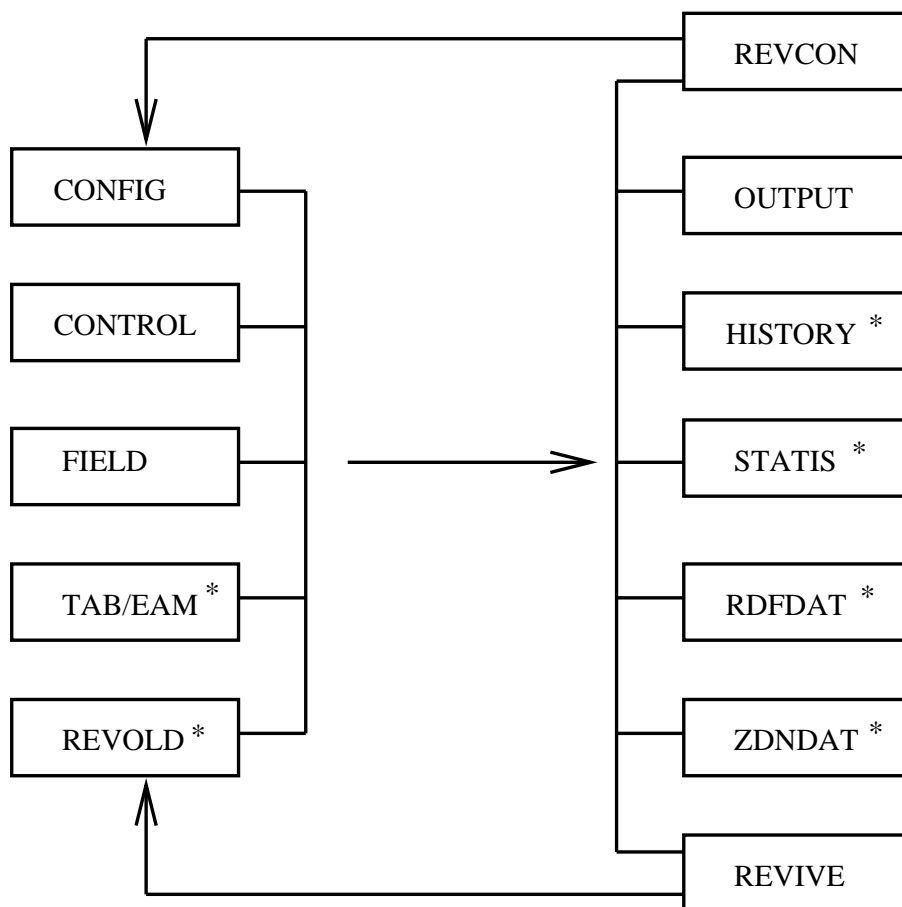 REVCON
CONFIG
OUTPUT
CONTROL
HISTORY *
FIELD
STATIS *
TAB/EAM *
RDFDAT *
REVOLD *
ZDNDAT *
REVIVE